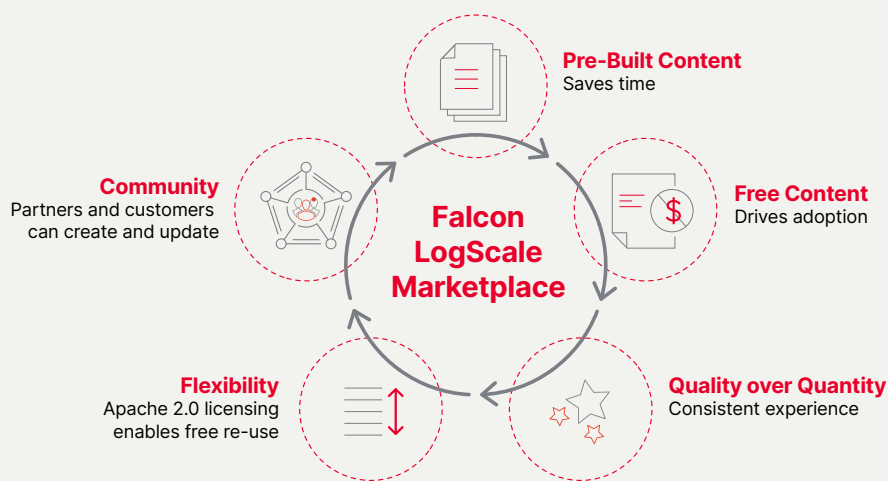 Pre-Built Content
Saves time
Free Content
Drives adoption
Quality over Quantity
Consistent experience
Flexibility
Apache 2.0 licensing
enables free re-use
Community
Partners and customers
can create and update
Falcon
LogScale
Marketplace
$